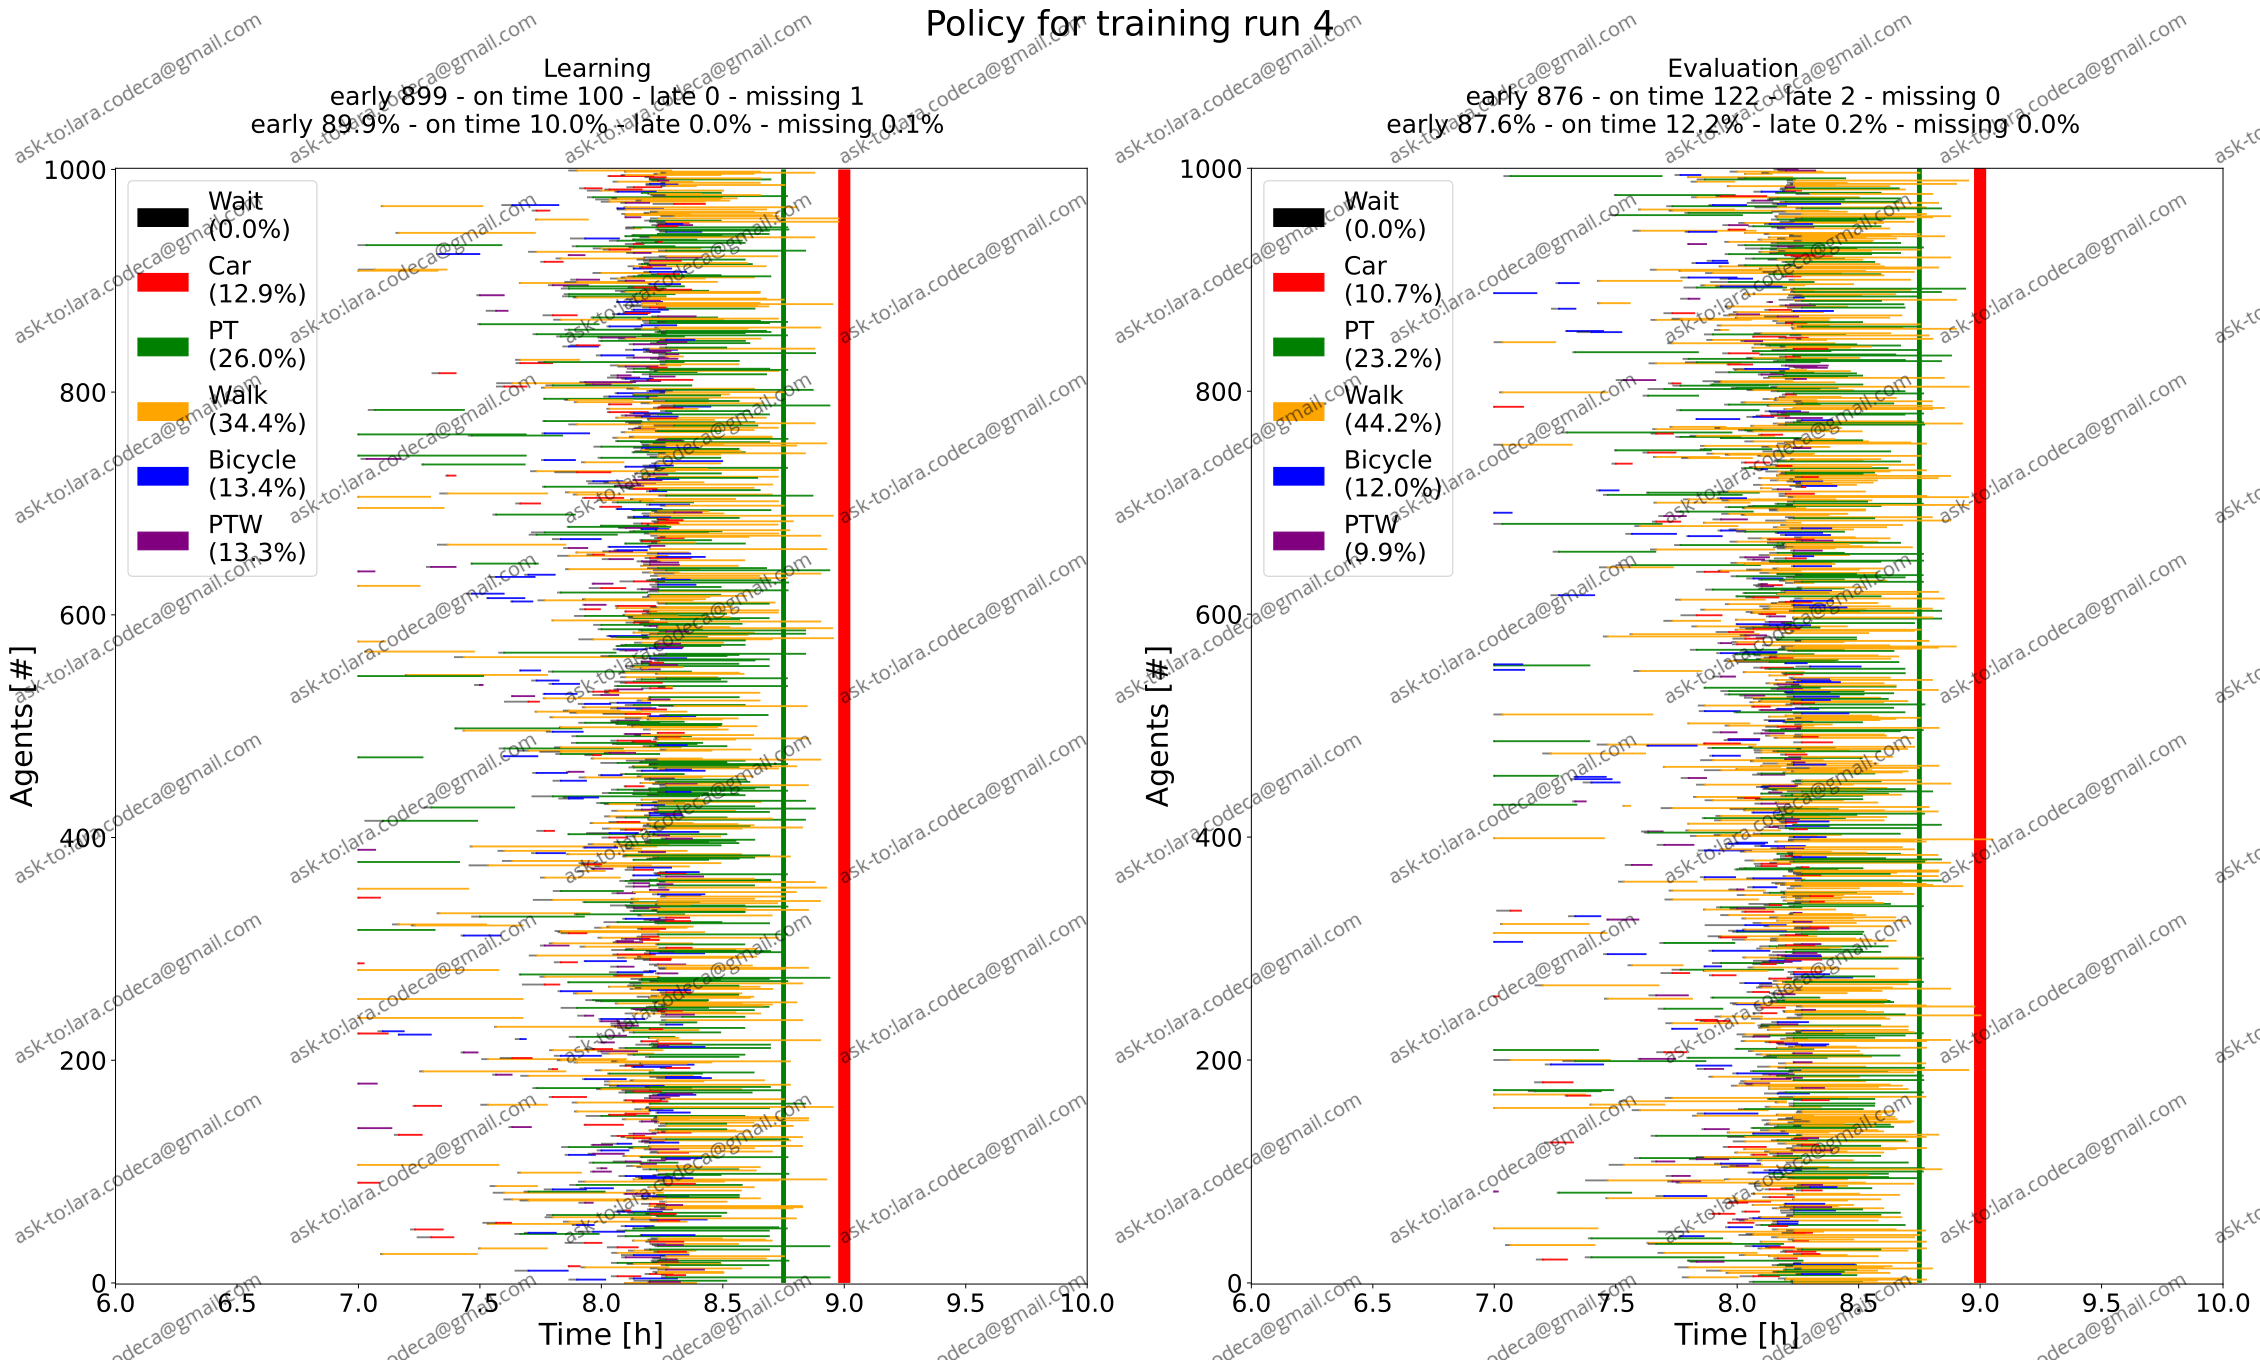 Policy for training run 4
Learning
early 899 - on time 100 - late 0 - missing 1
early 89.9% - on time 10.0% - late 0.0% - missing 0.1%
1000
800
600
400
200
0
Agents [#]
Wait
(0.0%)
Car
(12.9%)
PT
(26.0%)
Walk
(34.4%)
Bicycle
(13.4%)
PTW
(13.3%)
6.0 6.5 7.0 7.5 8.0 8.5 9.0 9.5 10.0
Time [h]
Evaluation
early 876 - on time 122 - late 2 - missing 0
early 87.6% - on time 12.2% - late 0.2% - missing 0.0%
1000
800
600
400
200
0
Agents [#]
Wait
(0.0%)
Car
(10.7%)
PT
(23.2%)
Walk
(44.2%)
Bicycle
(12.0%)
PTW
(9.9%)
6.0 6.5 7.0 7.5 8.0 8.5 9.0 9.5 10.0
Time [h]
ask-to:lara.codeca@gmail.com